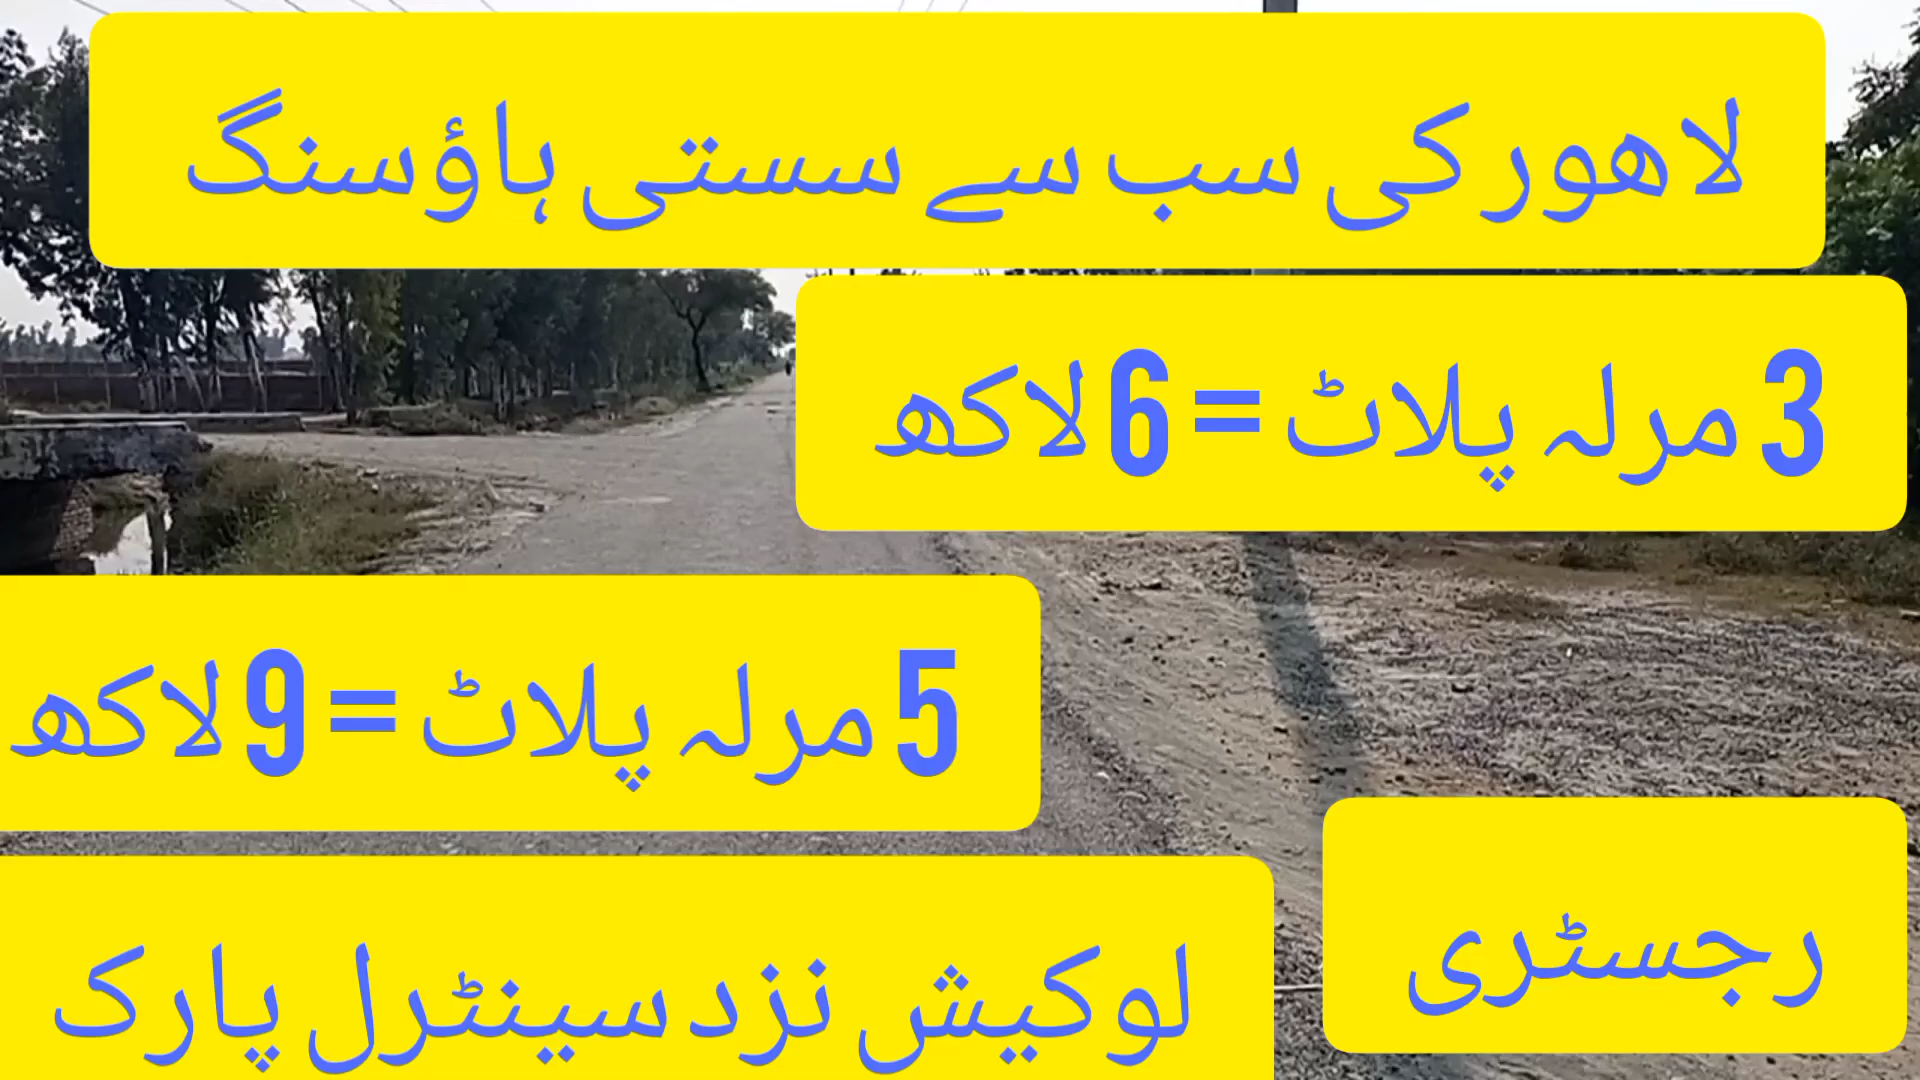 لاھور کی سب سے سستی ہاؤسنگ
3 مرلہ پلاٹ = 6 لاکھ
5 مرلہ پلاٹ = 9 لاکھ
رجسٹری
لوکیش نزد سینٹرل پارک